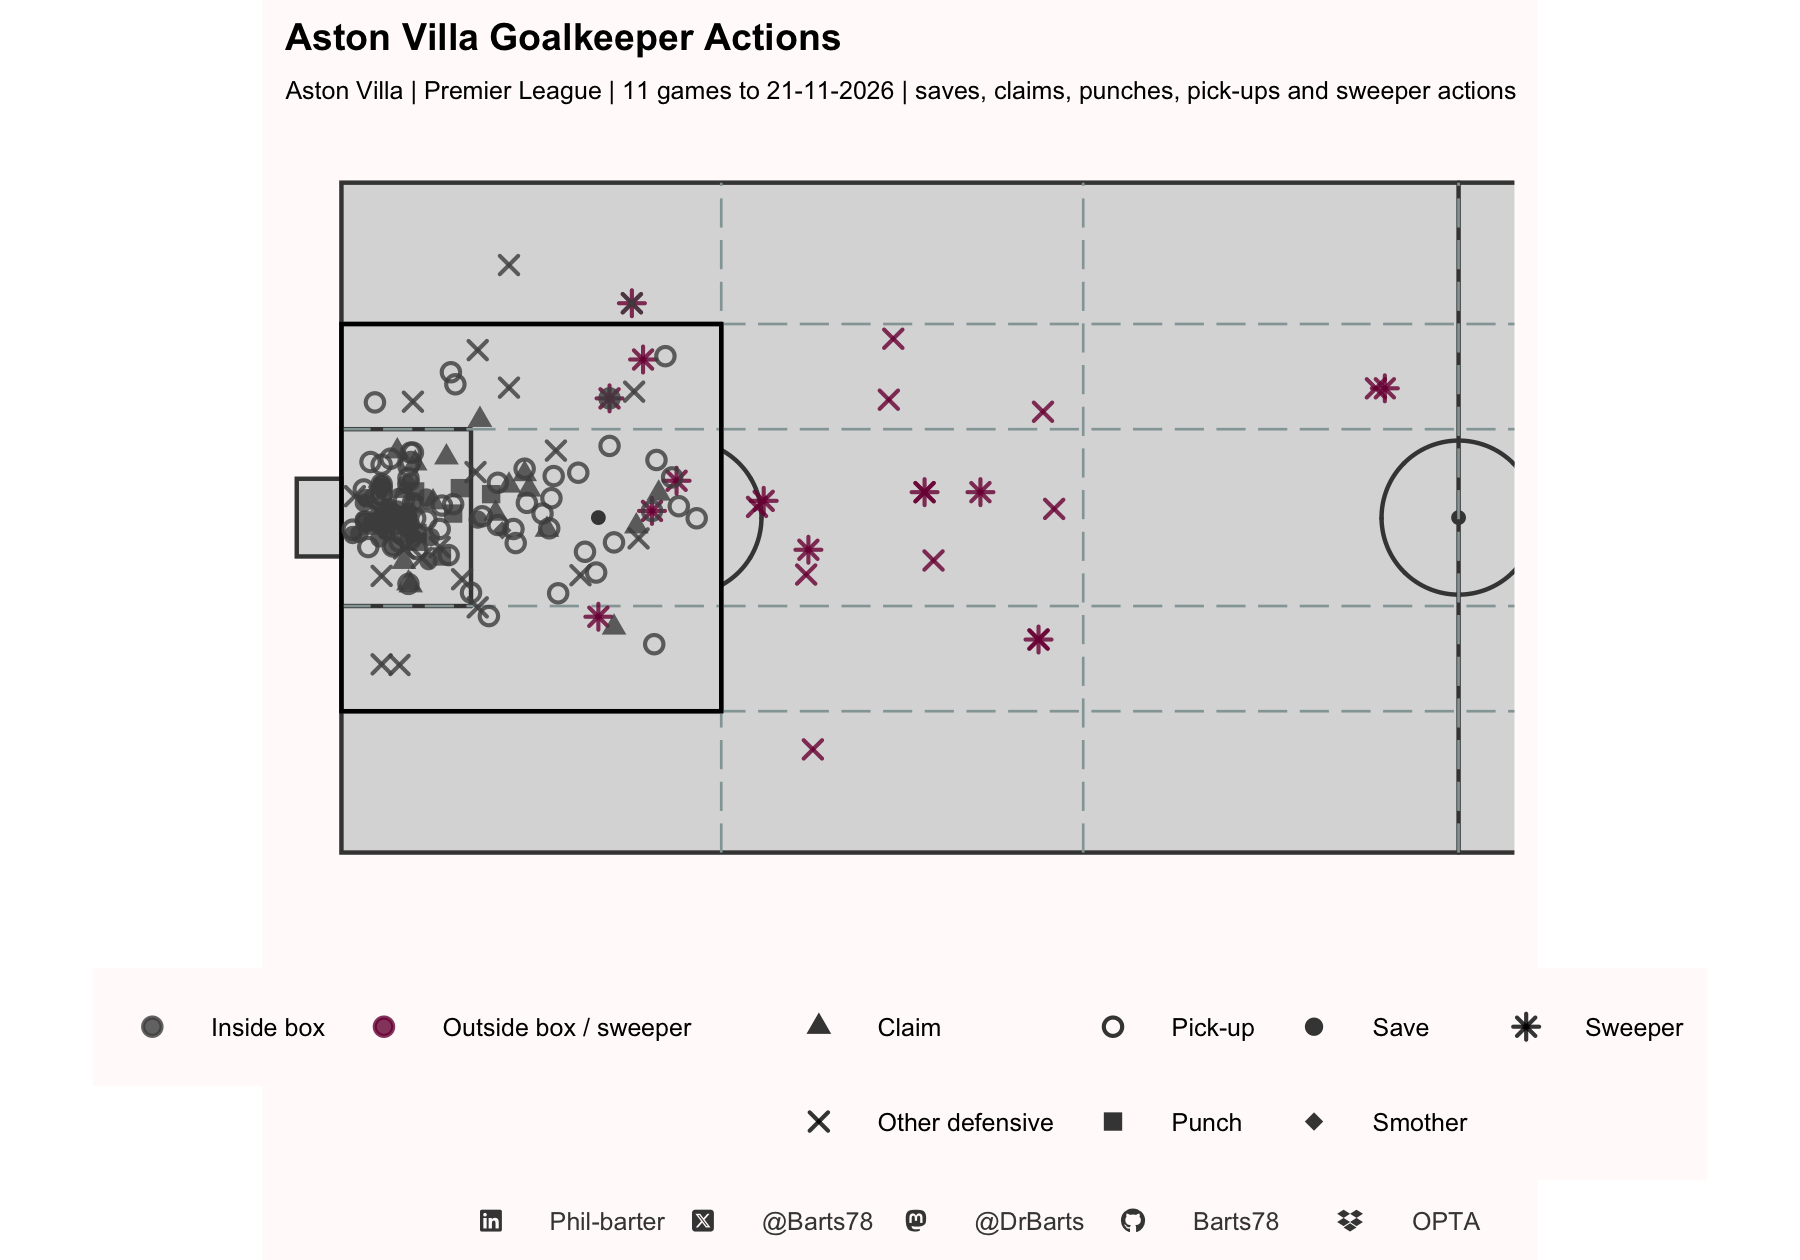 Aston Villa Goalkeeper Actions
Aston Villa | Premier League | 11 games to 21-11-2026 | saves, claims, punches, pick-ups and sweeper actions
Inside box
Outside box / sweeper
Claim
Pick-up
Save
Sweeper
Other defensive
Punch
Smother
Phil-barter
@Barts78
@DrBarts
Barts78
OPTA